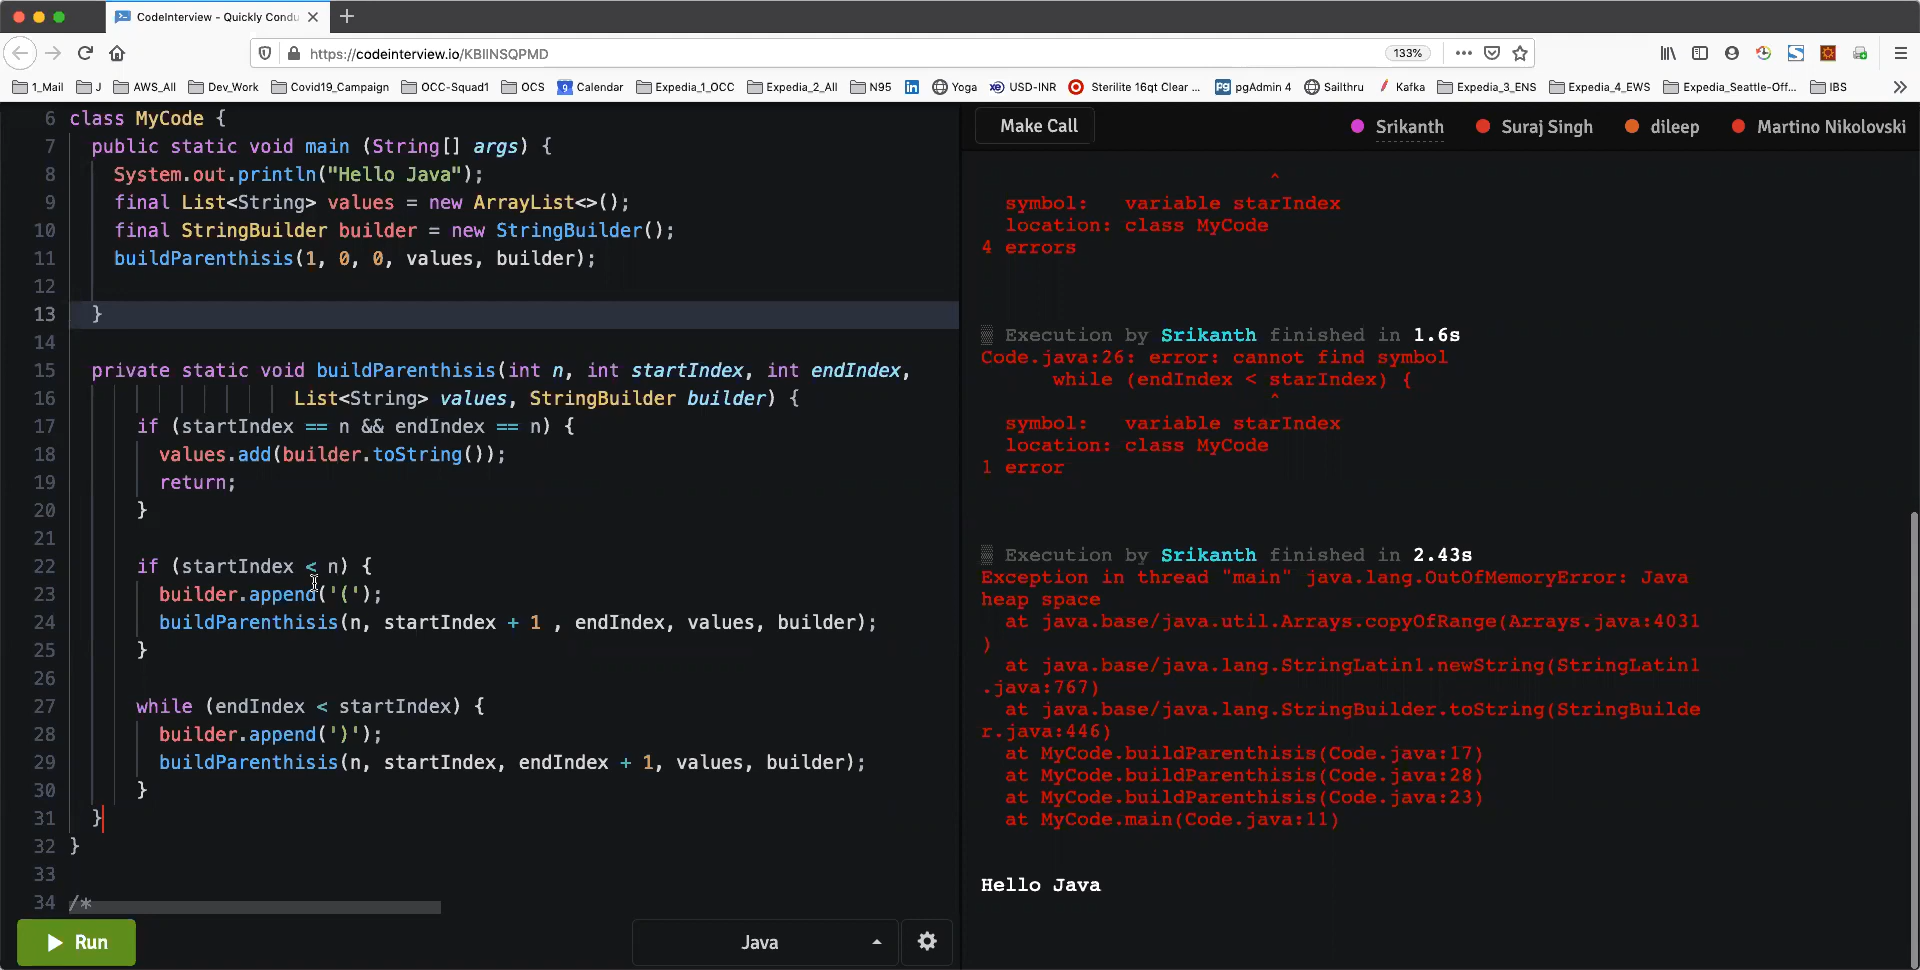 CodeInterview - Quickly Condu
https://codeinterview.io/KBIINSQPMD
133%
1_Mail
J
AWS_All
Dev_Work
Covid19_Campaign
OCC-Squad1
OCS
9
Calendar
Expedia_1_OCC
Expedia_2_All
N95
in
Yoga
USD-INR
Sterilite 16qt Clear ...
pg
pgAdmin 4
Sailthru
Kafka
Expedia_3_ENS
Expedia_4_EWS
Expedia_Seattle-Off...
IBS
6 class MyCode {
7 public static void main (String[] args) {
8 System.out.println("Hello Java");
9 final List<String> values = new ArrayList<>();
10 final StringBuilder builder = new StringBuilder();
11 buildParenthisis(1, 0, 0, values, builder);
12
13 }
14
15 private static void buildParenthisis(int n, int startIndex, int endIndex,
16 List<String> values, StringBuilder builder) {
17 if (startIndex == n && endIndex == n) {
18 values.add(builder.toString());
19 return;
20 }
21
22 if (startIndex < n) {
23 builder.append('(');
24 buildParenthisis(n, startIndex + 1 , endIndex, values, builder);
25 }
26
27 while (endIndex < startIndex) {
28 builder.append(')');
29 buildParenthisis(n, startIndex, endIndex + 1, values, builder);
30 }
31 }
32 }
33
34 /*
Run
Java
Make Call
Srikanth
Suraj Singh
dileep
Martino Nikolovski
^
symbol: variable starIndex
location: class MyCode
4 errors
Execution by Srikanth finished in 1.6s
Code.java:26: error: cannot find symbol
while (endIndex < starIndex) {
^
symbol: variable starIndex
location: class MyCode
1 error
Execution by Srikanth finished in 2.43s
Exception in thread "main" java.lang.OutOfMemoryError: Java
heap space
at java.base/java.util.Arrays.copyOfRange(Arrays.java:4031
)
at java.base/java.lang.StringLatin1.newString(StringLatin1
.java:767)
at java.base/java.lang.StringBuilder.toString(StringBuilde
r.java:446)
at MyCode.buildParenthisis(Code.java:17)
at MyCode.buildParenthisis(Code.java:28)
at MyCode.buildParenthisis(Code.java:23)
at MyCode.main(Code.java:11)
Hello Java